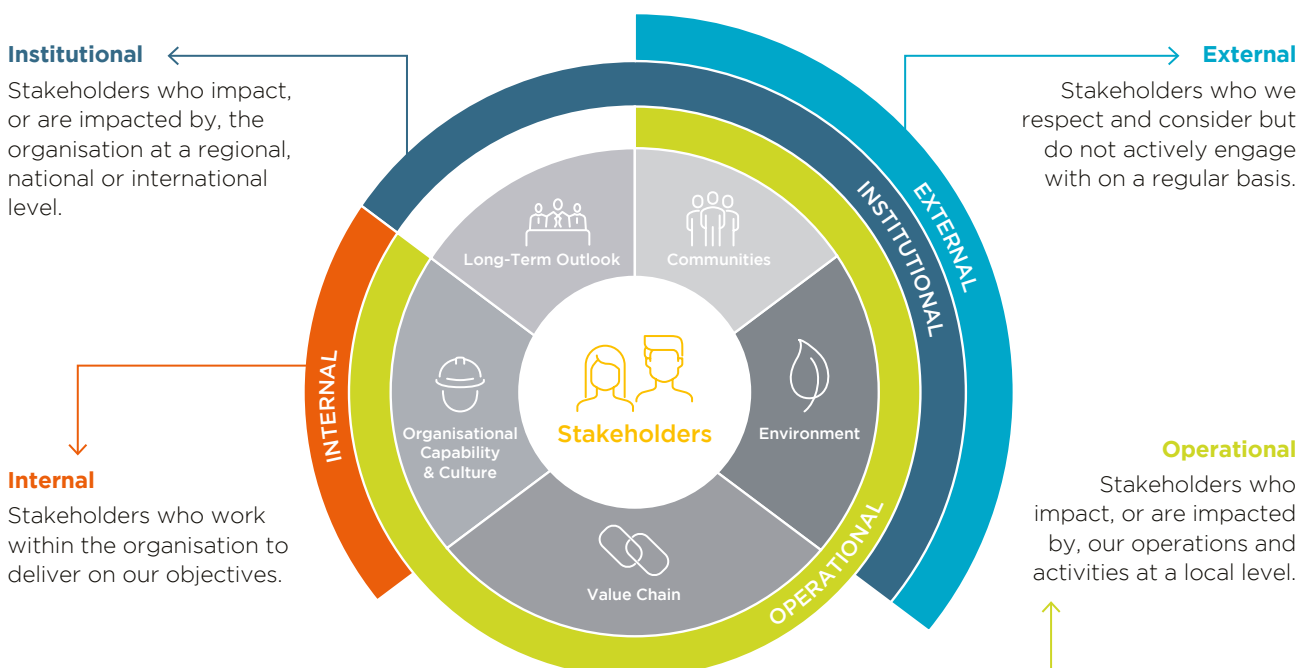 Institutional
Stakeholders who impact,
or are impacted by, the
organisation at a regional,
national or international
level.
External
Stakeholders who we
respect and consider but
do not actively engage
with on a regular basis.
INSTITUTIONAL
EXTERNAL
Long-Term Outlook
Communities
INTERNAL
Organisational
Capability
& Culture
Stakeholders
Environment
Value Chain
OPERATIONAL
Internal
Stakeholders who work
within the organisation to
deliver on our objectives.
Operational
Stakeholders who
impact, or are impacted
by, our operations and
activities at a local level.